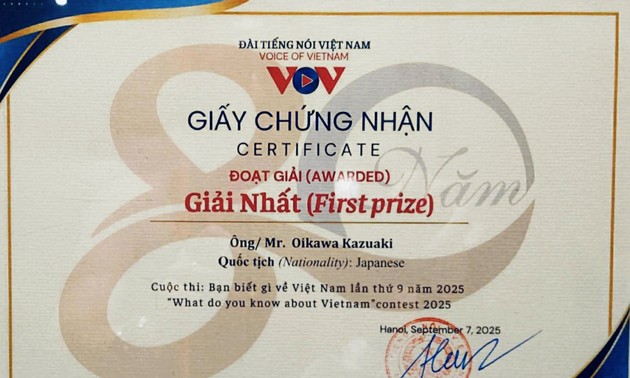 ĐÀI TIẾNG NÓI VIỆT NAM
VOICE OF VIETNAM
VOV
GIẤY CHỨNG NHẬN
CERTIFICATE
ĐOẠT GIẢI (AWARDED)
Giải Nhất (First prize)
Năm
Ông/ Mr. Oikawa Kazuaki
Quốc tịch (Nationality): Japanese
Cuộc thi: Bạn biết gì về Việt Nam lần thứ 9 năm 2025
“What do you know about Vietnam”contest 2025
Hanoi, September 7, 2025
80